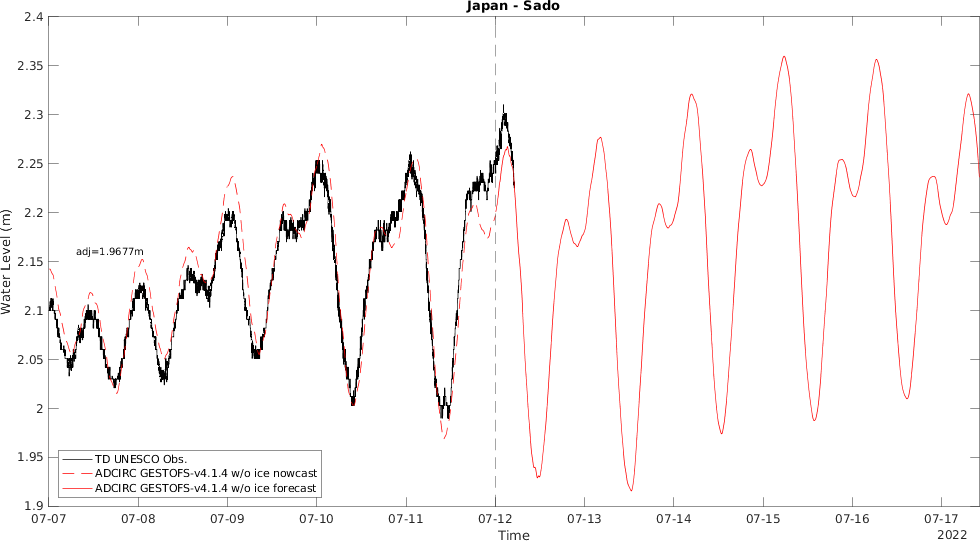 Japan - Sado
2.4
2.35
2.3
2.25
2.2
2.15
2.1
2.05
2
1.95
1.9
Water Level (m)
adj=1.9677m
TD UNESCO Obs.
ADCIRC GESTOFS-v4.1.4 w/o ice nowcast
ADCIRC GESTOFS-v4.1.4 w/o ice forecast
07-07 07-08 07-09 07-10 07-11 07-12 07-13 07-14 07-15 07-16 07-17
Time
2022